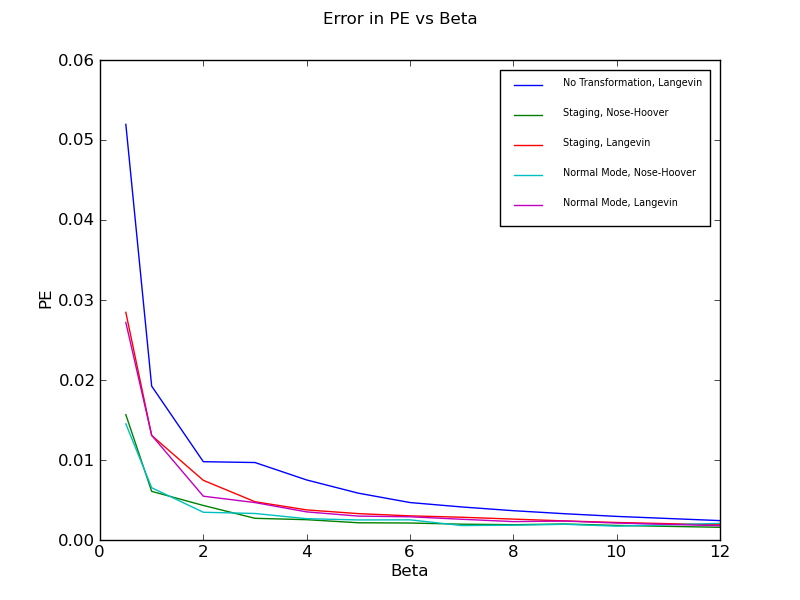 Error in PE vs Beta
0.06
0.05
0.04
0.03
0.02
0.01
0.00
PE
No Transformation, Langevin
Staging, Nose-Hoover
Staging, Langevin
Normal Mode, Nose-Hoover
Normal Mode, Langevin
0 2 4 6 8 10 12
Beta